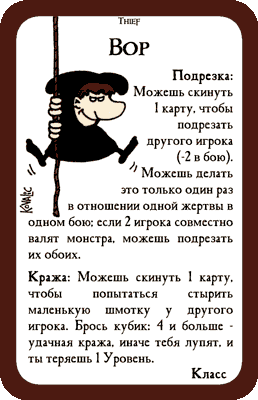 Thief
Вор
Подрезка:
Можешь скинуть
1 карту, чтобы
подрезать
другого игрока
(-2 в бою).
Можешь делать
это только один раз
в отношении одной жертвы в
одном бою; если 2 игрока совместно
валят монстра, можешь подрезать
их обоих.
Кража: Можешь скинуть 1 карту,
чтобы попытаться стырить
маленькую шмотку у другого
игрока. Брось кубик: 4 и больше -
удачная кража, иначе тебя лупят, и
ты теряешь 1 Уровень.
Класс
Kovalic